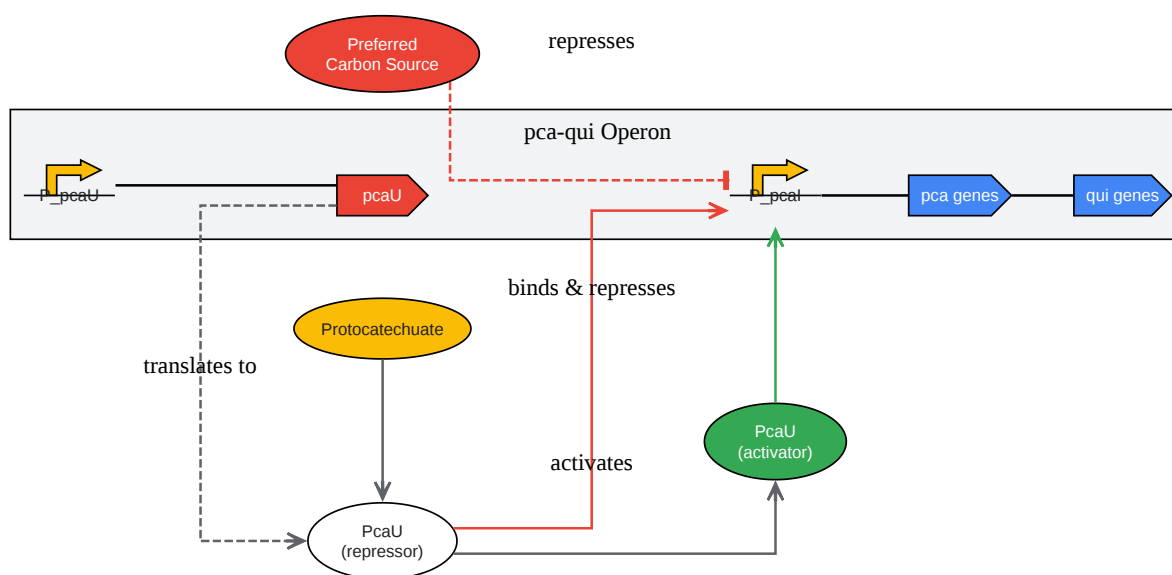 Preferred
Carbon Source
represses
pca-qui Operon
P_pcaU
pcaU
P_pcaI
pca genes
qui genes
binds & represses
Protocatechuate
translates to
activates
PcaU
(activator)
PcaU
(repressor)